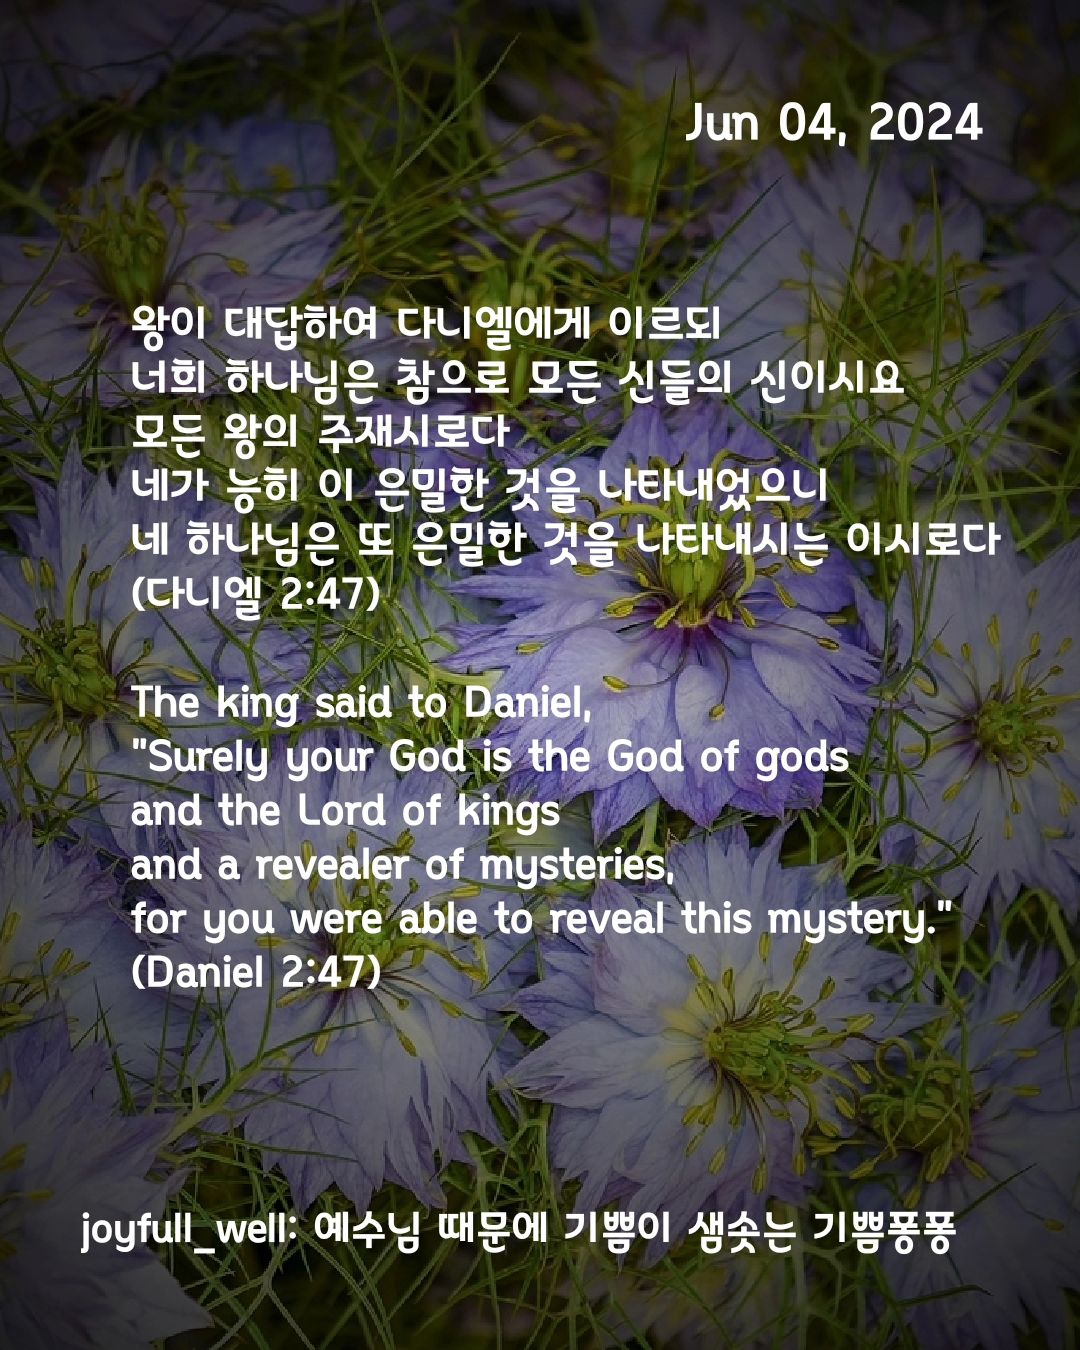 Jun 04, 2024
왕이 대답하여 다니엘에게 이르되
너희 하나님은 참으로 모든 신들의 신이시요
모든 왕의 주재시로다
네가 능히 이 은밀한 것을 나타내었으니
네 하나님은 또 은밀한 것을 나타내시는 이시로다
(다니엘 2:47)
The king said to Daniel,
"Surely your God is the God of gods
and the Lord of kings
and a revealer of mysteries,
for you were able to reveal this mystery."
(Daniel 2:47)
joyfull_well: 예수님 때문에 기쁨이 샘솟는 기쁨퐁퐁